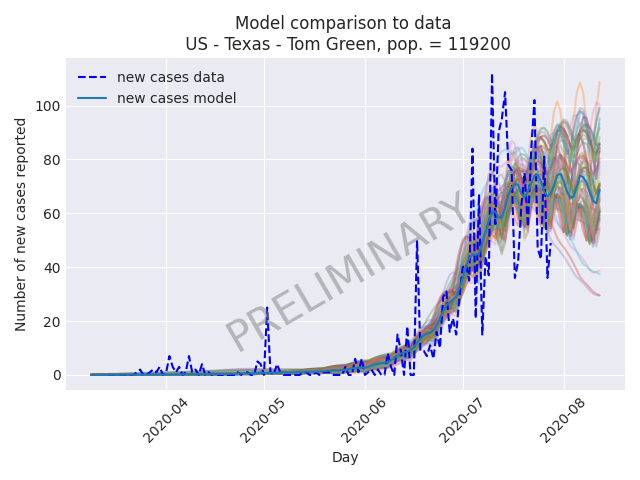 Model comparison to data
US - Texas - Tom Green, pop. = 119200
new cases data
new cases model
PRELIMINARY
Number of new cases reported
100
80
60
40
20
0
2020-04
2020-05
2020-06
2020-07
2020-08
Day